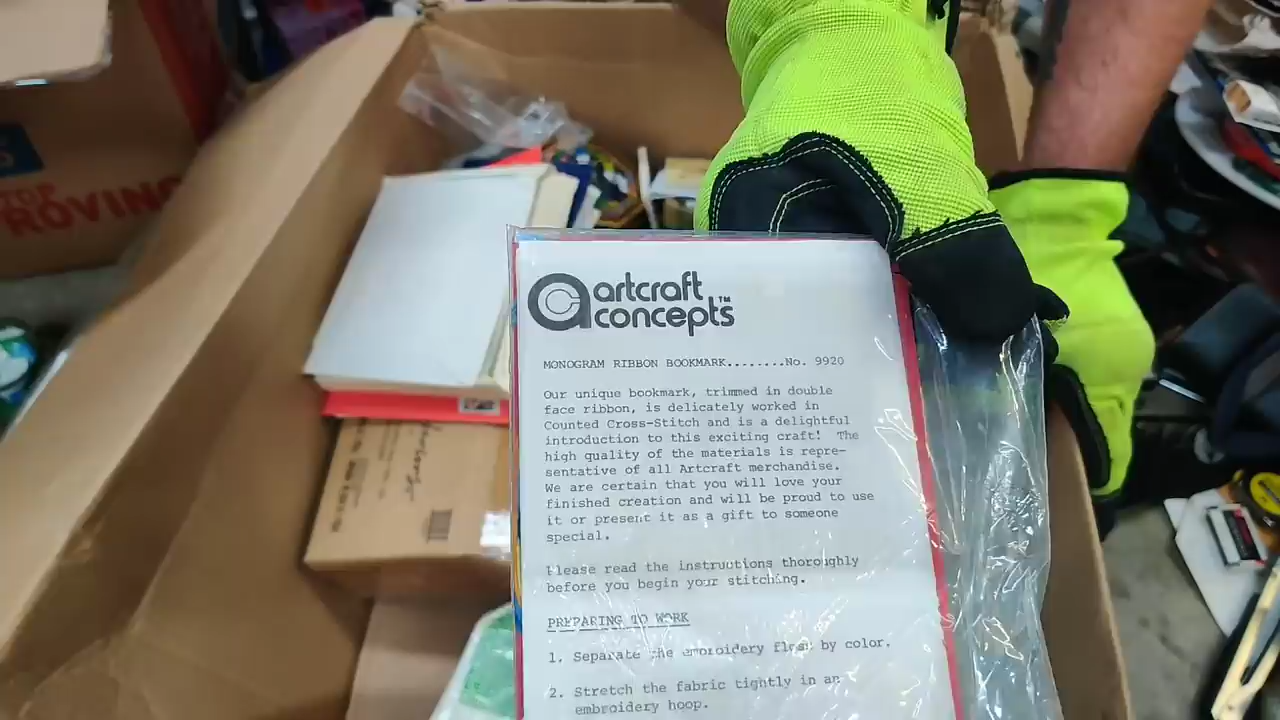 artcraft
concepts™
MONOGRAM RIBBON BOOKMARK........No. 9920
Our unique bookmark, trimmed in double
face ribbon, is delicately worked in
Counted Cross-Stitch and is a delightful
introduction to this exciting craft! The
high quality of the materials is repre-
sentative of all Artcraft merchandise.
We are certain that you will love your
finished creation and will be proud to use
it or present it as a gift to someone
special.
Please read the instructions thoroughly
before you begin your stitching.
PREPARING TO WORK
1. Separate the embroidery floss by color.
2. Stretch the fabric tightly in an
embroidery hoop.